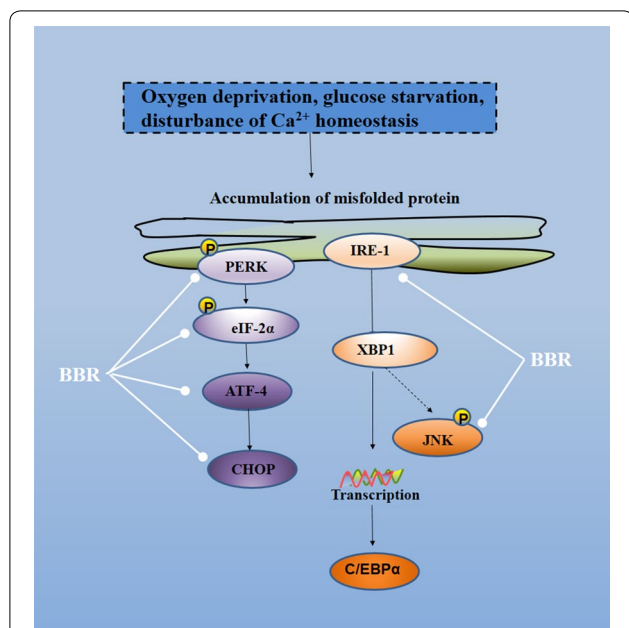 Oxygen deprivation, glucose starvation,
disturbance of Ca²⁺ homeostasis
Accumulation of misfolded protein
P
PERK
IRE-1
P
eIF-2α
XBP1
BBR
BBR
ATF-4
P
JNK
CHOP
Transcription
C/EBPα